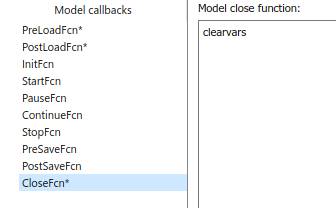 Model callbacks
PreLoadFcn*
PostLoadFcn*
InitFcn
StartFcn
PauseFcn
ContinueFcn
StopFcn
PreSaveFcn
PostSaveFcn
CloseFcn*
Model close function:
clearvars